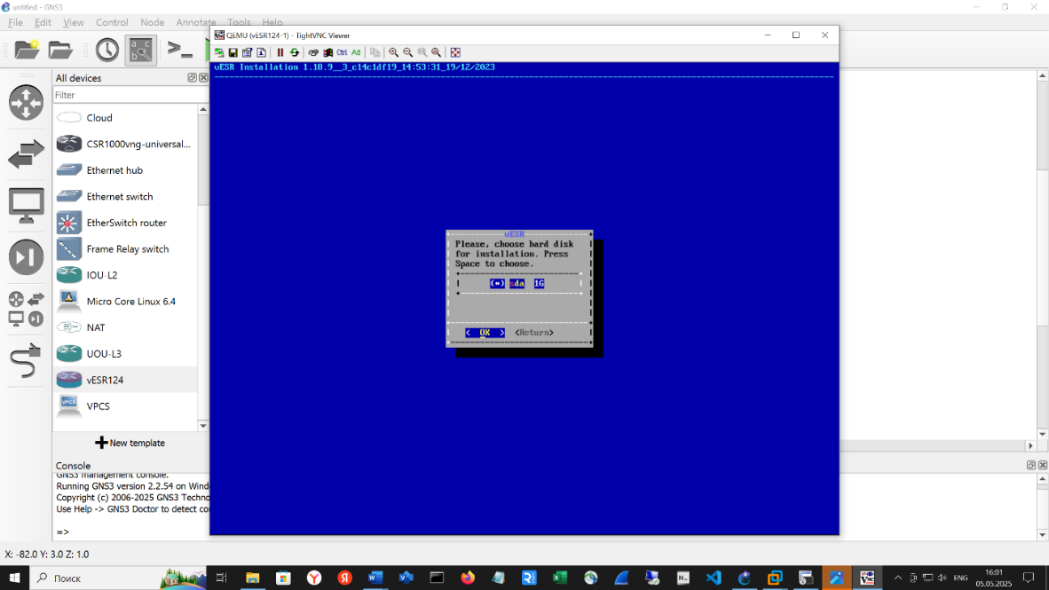 untitled - GNS3
File Edit View Control Node Annotate Tools Help
QEMU (vESR124-1) - TightVNC Viewer
Ctrl Alt
vESR Installation 1.18.9__3_c14c1df19_14:53:31_19/12/2023
All devices
Filter
Cloud
CSR1000vng-universal...
Ethernet hub
Ethernet switch
EtherSwitch router
Frame Relay switch
IOU-L2
Micro Core Linux 6.4
NAT
UOU-L3
vESR124
VPCS
New template
vESR
Please, choose hard disk
for installation. Press
Space to choose.
(*) sda 1G
< OK > <Return>
Console
GNS3 management console.
Running GNS3 version 2.2.54 on Wind
Copyright (c) 2006-2025 GNS3 Techno
Use Help -> GNS3 Doctor to detect co
=>
X: -82.0 Y: 3.0 Z: 1.0
Поиск
ENG
16:01
05.05.2025